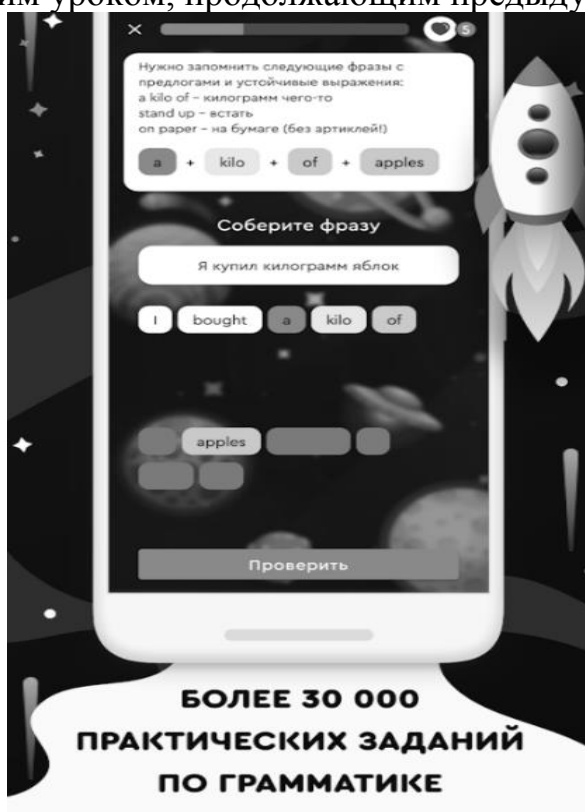 им уроком, продолжающим предыду
× 5
Нужно запомнить следующие фразы с
предлогами и устойчивые выражения:
a kilo of – килограмм чего-то
stand up – встать
on paper – на бумаге (без артиклей!)
a + kilo + of + apples
Соберите фразу
Я купил килограмм яблок
I bought a kilo of
apples
Проверить
БОЛЕЕ 30 000
ПРАКТИЧЕСКИХ ЗАДАНИЙ
ПО ГРАММАТИКЕ